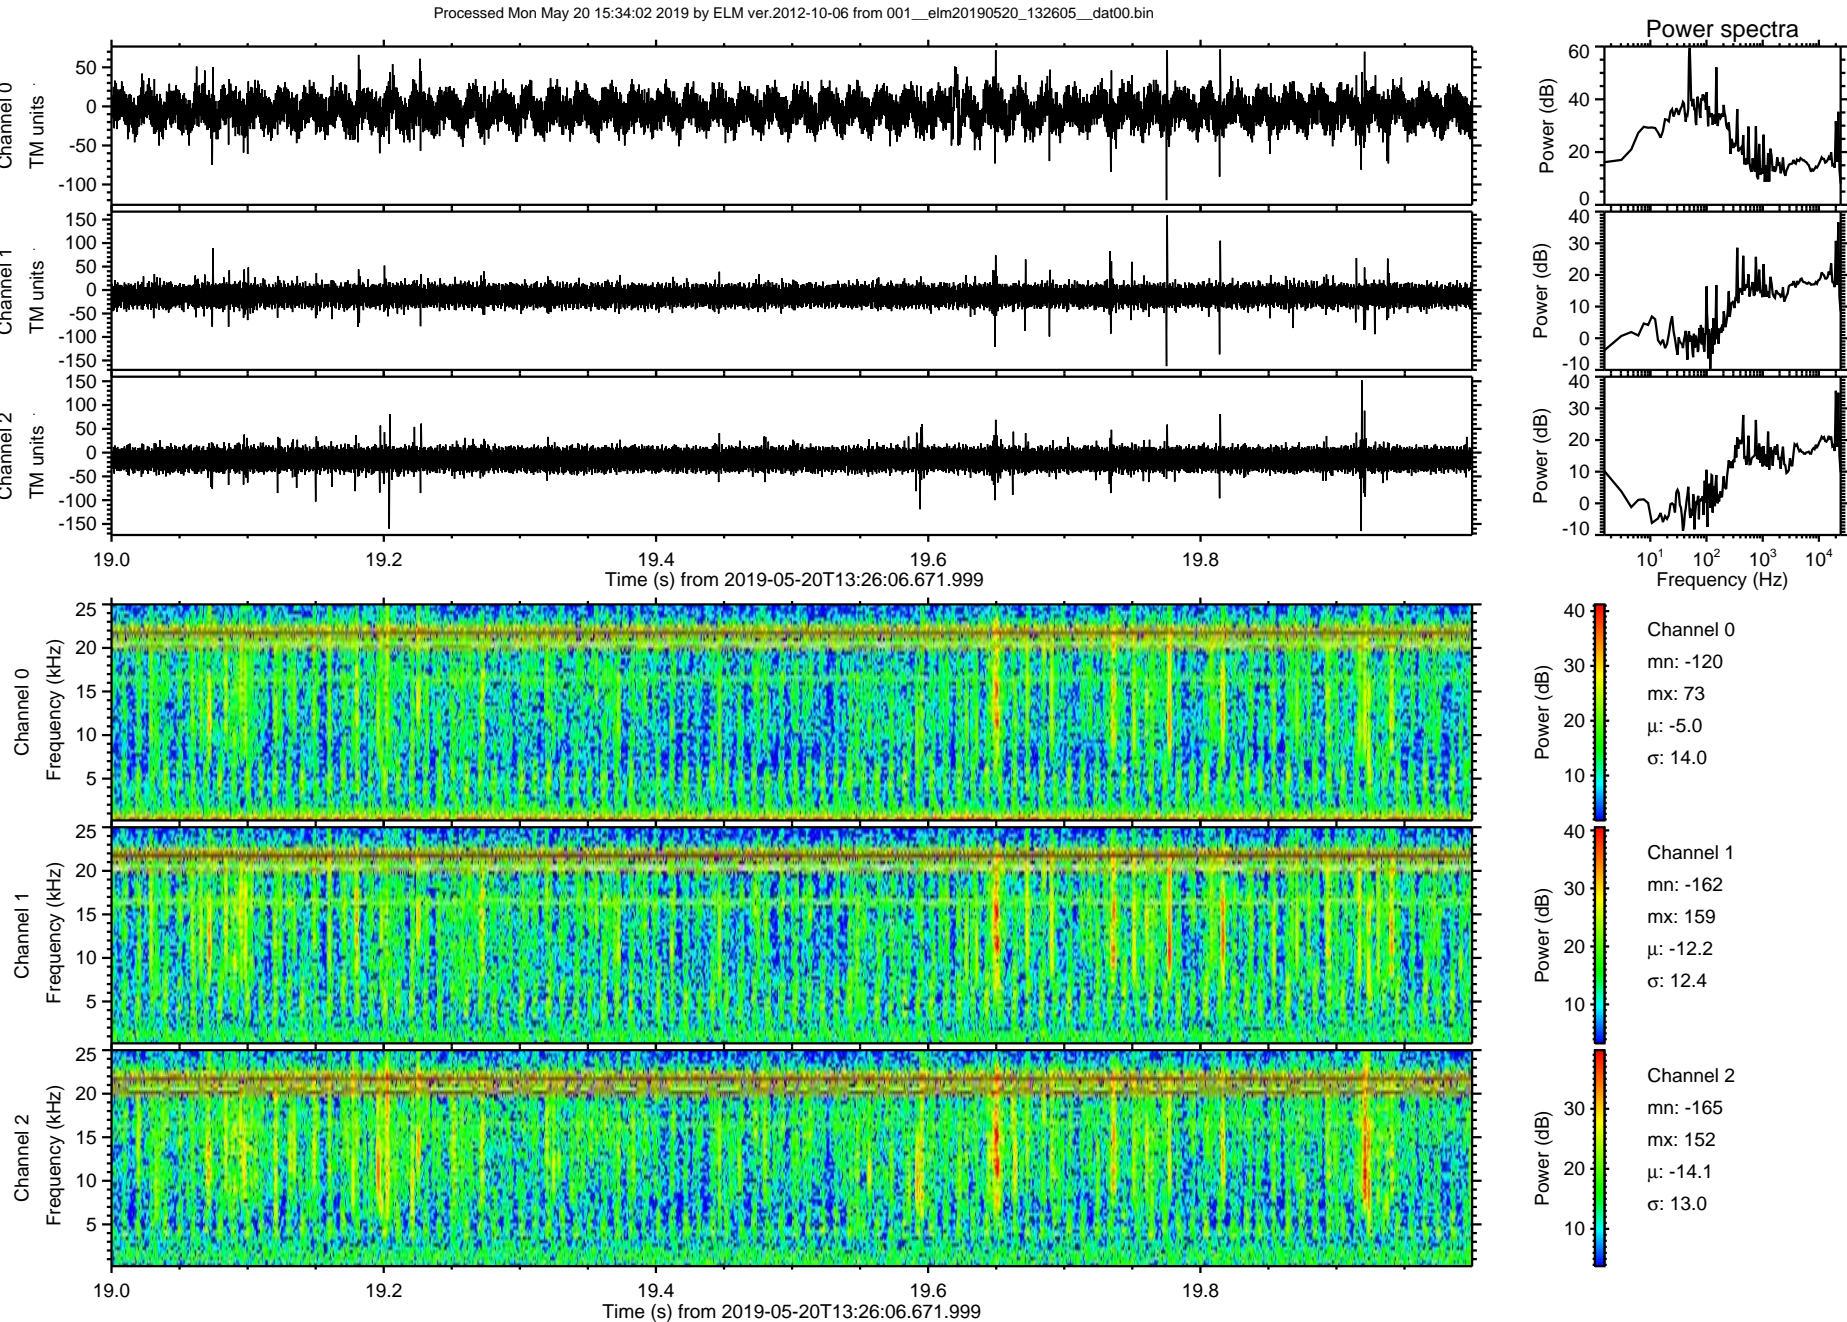 Processed Mon May 20 15:34:02 2019 by ELM ver.2012-10-06 from 001__elm20190520_132605__dat00.bin
Power spectra
Channel 0
TM units
50
0
-50
-100
Power (dB)
60
40
20
0
Channel 1
TM units
150
100
50
0
-50
-100
-150
Power (dB)
40
30
20
10
0
-10
Channel 2
TM units
150
100
50
0
-50
-100
-150
Power (dB)
40
30
20
10
0
-10
19.0 19.2 19.4 19.6 19.8
Time (s) from 2019-05-20T13:26:06.671.999
10^1 10^2 10^3 10^4
Frequency (Hz)
Channel 0
Frequency (kHz)
25
20
15
10
5
Power (dB)
40
30
20
10
Channel 0
mn: -120
mx: 73
μ: -5.0
σ: 14.0
Channel 1
Frequency (kHz)
25
20
15
10
5
Power (dB)
40
30
20
10
Channel 1
mn: -162
mx: 159
μ: -12.2
σ: 12.4
Channel 2
Frequency (kHz)
25
20
15
10
5
Power (dB)
30
20
10
Channel 2
mn: -165
mx: 152
μ: -14.1
σ: 13.0
19.0 19.2 19.4 19.6 19.8
Time (s) from 2019-05-20T13:26:06.671.999